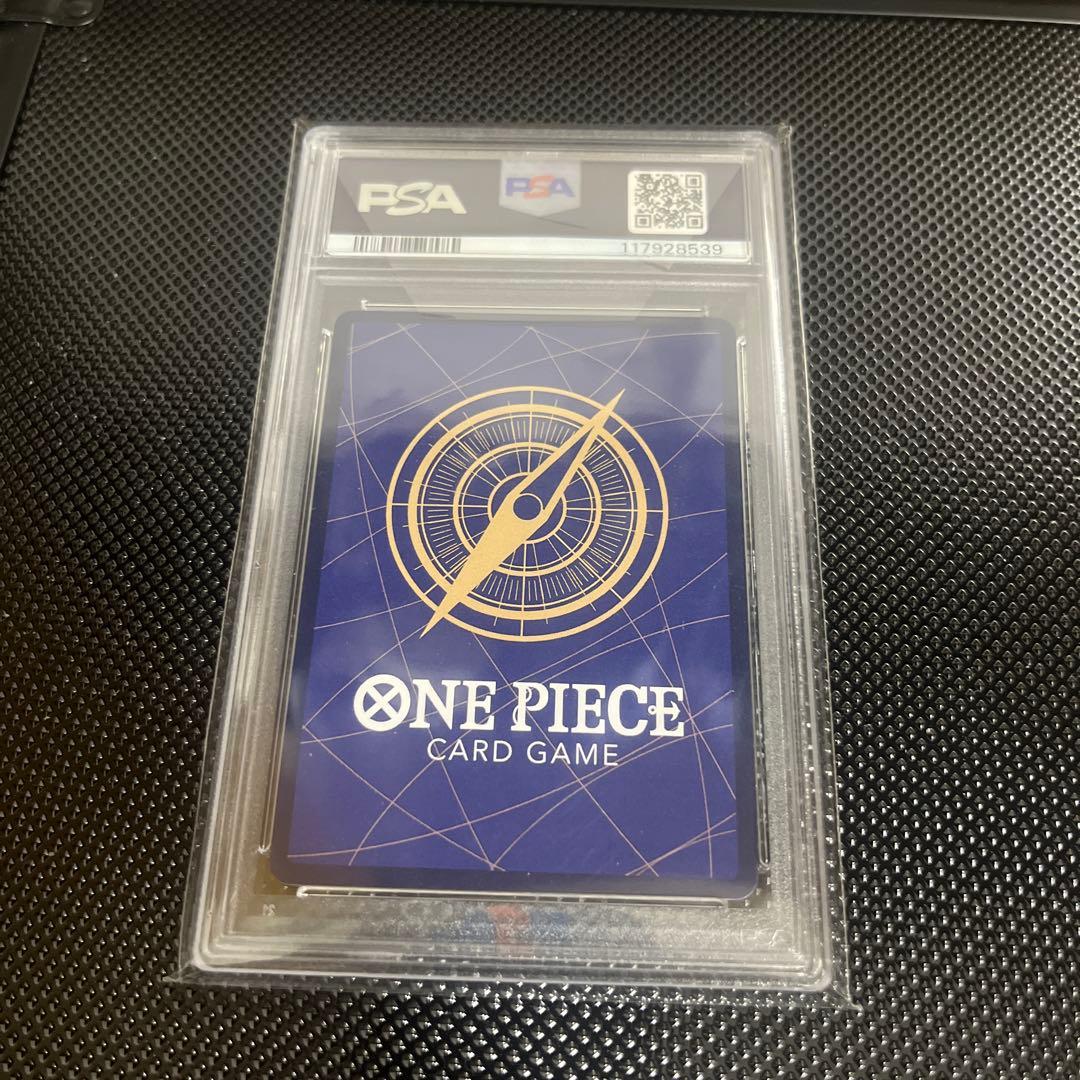 PSA
PSA
117928539
ONE PIECE
CARD GAME